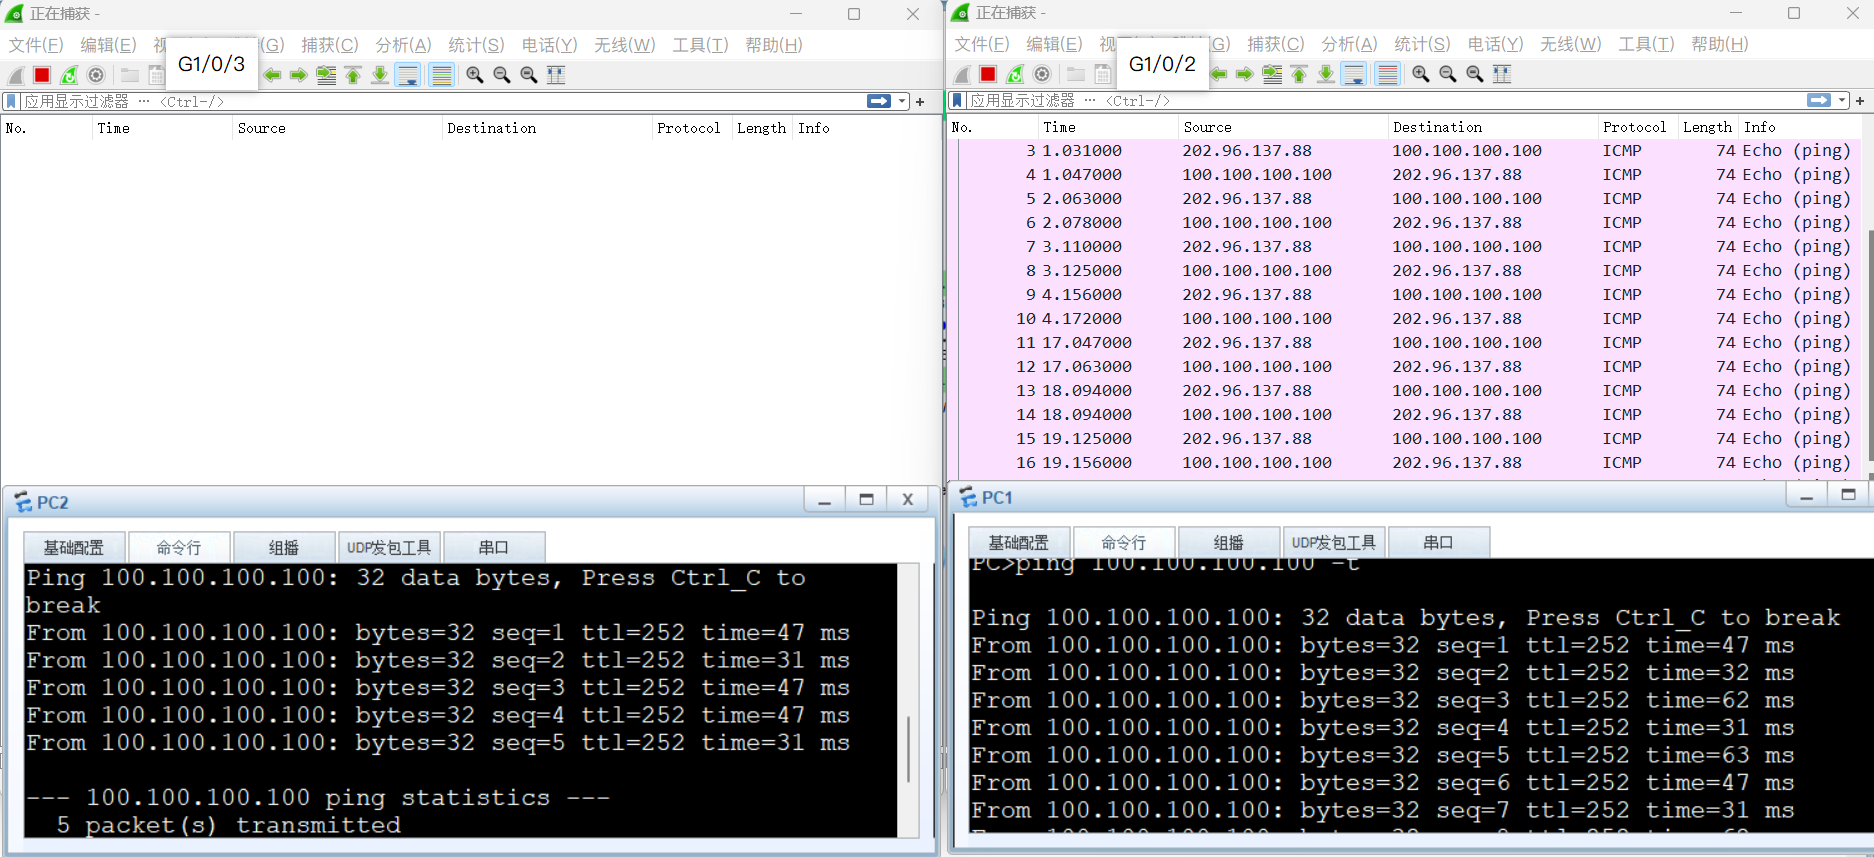 正在捕获 -
文件(F) 编辑(E) (G) 捕获(C) 分析(A) 统计(S) 电话(Y) 无线(W) 工具(T) 帮助(H)
G1/0/3
应用显示过滤器 … <Ctrl-/>
No. Time Source Destination Protocol Length Info
正在捕获 -
文件(F) 编辑(E) (G) 捕获(C) 分析(A) 统计(S) 电话(Y) 无线(W) 工具(T) 帮助(H)
G1/0/2
应用显示过滤器 … <Ctrl-/>
No. Time Source Destination Protocol Length Info
3 1.031000 202.96.137.88 100.100.100.100 ICMP 74 Echo (ping)
4 1.047000 100.100.100.100 202.96.137.88 ICMP 74 Echo (ping)
5 2.063000 202.96.137.88 100.100.100.100 ICMP 74 Echo (ping)
6 2.078000 100.100.100.100 202.96.137.88 ICMP 74 Echo (ping)
7 3.110000 202.96.137.88 100.100.100.100 ICMP 74 Echo (ping)
8 3.125000 100.100.100.100 202.96.137.88 ICMP 74 Echo (ping)
9 4.156000 202.96.137.88 100.100.100.100 ICMP 74 Echo (ping)
10 4.172000 100.100.100.100 202.96.137.88 ICMP 74 Echo (ping)
11 17.047000 202.96.137.88 100.100.100.100 ICMP 74 Echo (ping)
12 17.063000 100.100.100.100 202.96.137.88 ICMP 74 Echo (ping)
13 18.094000 202.96.137.88 100.100.100.100 ICMP 74 Echo (ping)
14 18.094000 100.100.100.100 202.96.137.88 ICMP 74 Echo (ping)
15 19.125000 202.96.137.88 100.100.100.100 ICMP 74 Echo (ping)
16 19.156000 100.100.100.100 202.96.137.88 ICMP 74 Echo (ping)
PC2
基础配置 命令行 组播 UDP发包工具 串口
Ping 100.100.100.100: 32 data bytes, Press Ctrl_C to
break
From 100.100.100.100: bytes=32 seq=1 ttl=252 time=47 ms
From 100.100.100.100: bytes=32 seq=2 ttl=252 time=31 ms
From 100.100.100.100: bytes=32 seq=3 ttl=252 time=47 ms
From 100.100.100.100: bytes=32 seq=4 ttl=252 time=47 ms
From 100.100.100.100: bytes=32 seq=5 ttl=252 time=31 ms
--- 100.100.100.100 ping statistics ---
5 packet(s) transmitted
PC1
基础配置 命令行 组播 UDP发包工具 串口
PC>ping 100.100.100.100 -t
Ping 100.100.100.100: 32 data bytes, Press Ctrl_C to break
From 100.100.100.100: bytes=32 seq=1 ttl=252 time=47 ms
From 100.100.100.100: bytes=32 seq=2 ttl=252 time=32 ms
From 100.100.100.100: bytes=32 seq=3 ttl=252 time=62 ms
From 100.100.100.100: bytes=32 seq=4 ttl=252 time=31 ms
From 100.100.100.100: bytes=32 seq=5 ttl=252 time=63 ms
From 100.100.100.100: bytes=32 seq=6 ttl=252 time=47 ms
From 100.100.100.100: bytes=32 seq=7 ttl=252 time=31 ms